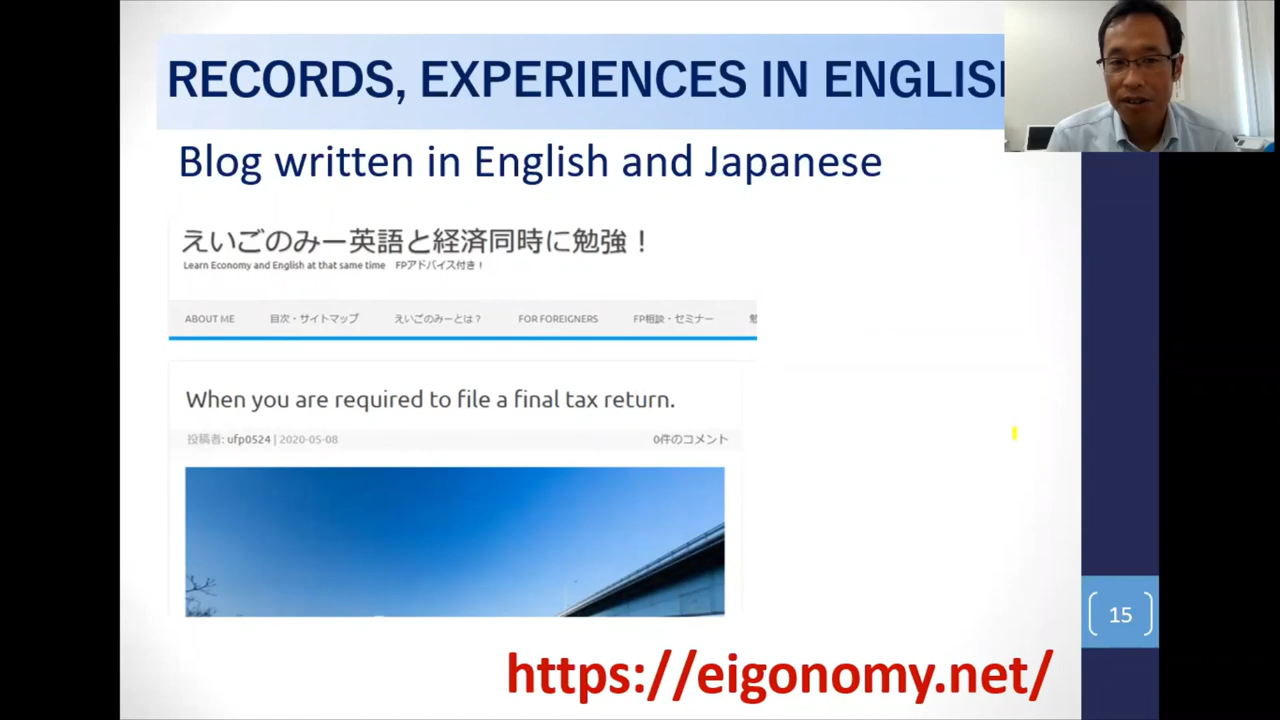 RECORDS, EXPERIENCES IN ENGLIS
Blog written in English and Japanese
えいごのみー英語と経済同時に勉強！
Learn Economy and English at that same time FPアドバイス付き！
ABOUT ME 目次・サイトマップ えいごのみーとは？ FOR FOREIGNERS FP相談・セミナー
When you are required to file a final tax return.
投稿者: ufp0524 | 2020-05-08 0件のコメント
15
https://eigonomy.net/